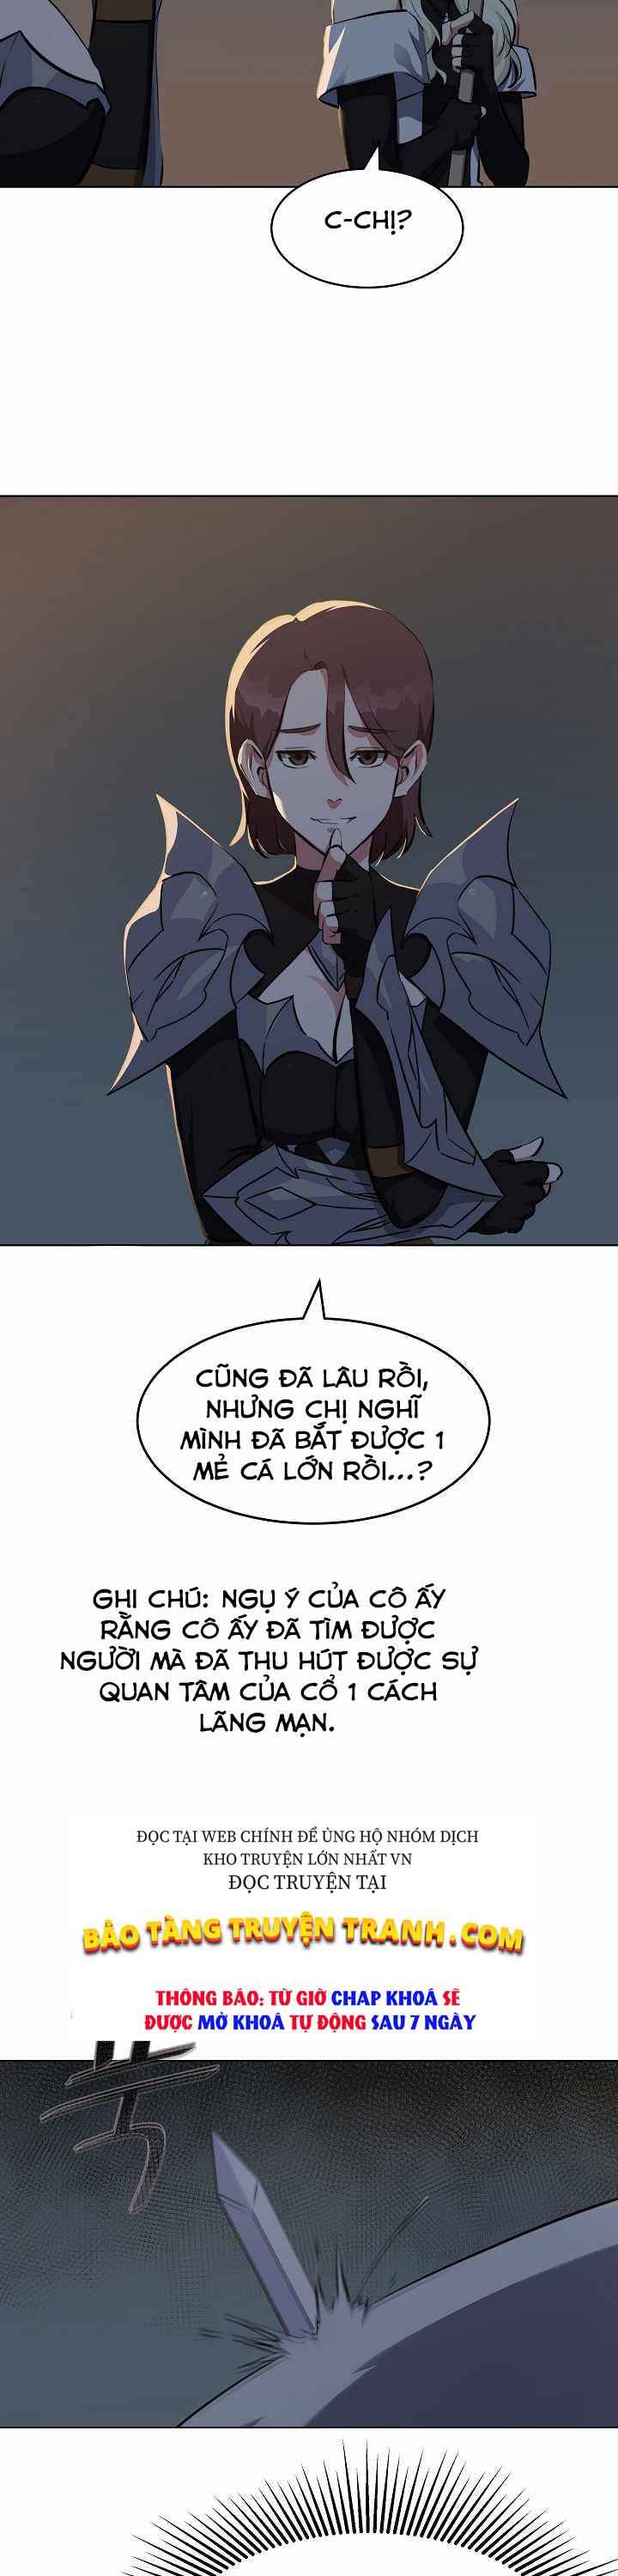 C-CHỊ?
CŨNG ĐÃ LÂU RỒI,
NHƯNG CHỊ NGHĨ
MÌNH ĐÃ BẮT ĐƯỢC 1
MẺ CÁ LỚN RỒI...?
GHI CHÚ: NGỤ Ý CỦA CÔ ẤY
RẰNG CÔ ẤY ĐÃ TÌM ĐƯỢC
NGƯỜI MÀ ĐÃ THU HÚT ĐƯỢC SỰ
QUAN TÂM CỦA CỔ 1 CÁCH
LÃNG MẠN.
ĐỌC TẠI WEB CHÍNH ĐỂ ỦNG HỘ NHÓM DỊCH
KHO TRUYỆN LỚN NHẤT VN
ĐỌC TRUYỆN TẠI
BẢO TÀNG TRUYỆN TRANH.COM
THÔNG BÁO: TỪ GIỜ CHAP KHOÁ SẼ
ĐƯỢC MỞ KHOÁ TỰ ĐỘNG SAU 7 NGÀY